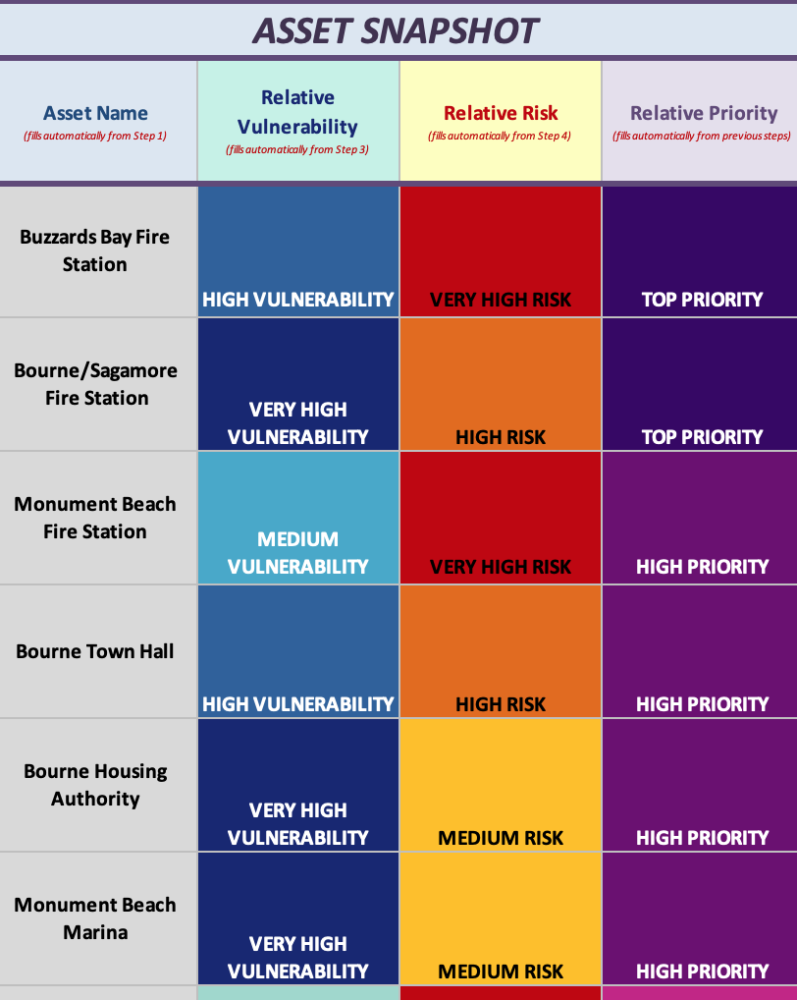 ASSET SNAPSHOT
Asset Name
(fills automatically from Step 1)
Relative
Vulnerability
(fills automatically from Step 3)
Relative Risk
(fills automatically from Step 4)
Relative Priority
(fills automatically from previous steps)
Buzzards Bay Fire
Station
HIGH VULNERABILITY
VERY HIGH RISK
TOP PRIORITY
Bourne/Sagamore
Fire Station
VERY HIGH
VULNERABILITY
HIGH RISK
TOP PRIORITY
Monument Beach
Fire Station
MEDIUM
VULNERABILITY
VERY HIGH RISK
HIGH PRIORITY
Bourne Town Hall
HIGH VULNERABILITY
HIGH RISK
HIGH PRIORITY
Bourne Housing
Authority
VERY HIGH
VULNERABILITY
MEDIUM RISK
HIGH PRIORITY
Monument Beach
Marina
VERY HIGH
VULNERABILITY
MEDIUM RISK
HIGH PRIORITY